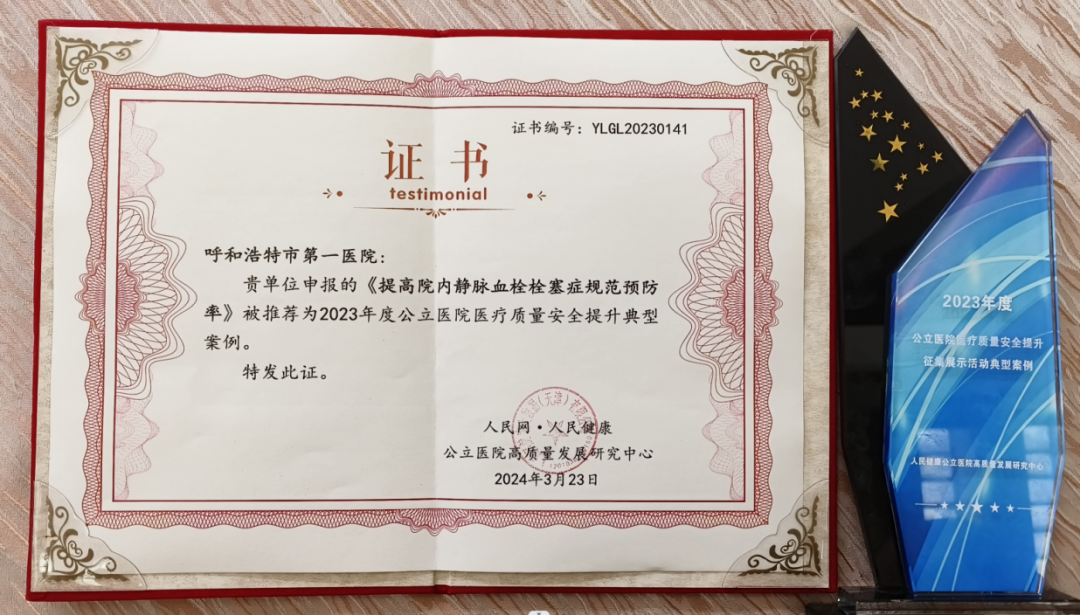 证书编号：YLGL20230141
证书
testimonial
呼和浩特市第一医院：
贵单位申报的《提高院内静脉血栓栓塞症规范预防
率》被推荐为2023年度公立医院医疗质量安全提升典型
案例。
特发此证。
人民网·人民健康
公立医院高质量发展研究中心
2024年3月23日
2023年度
公立医院医疗质量安全提升
征集展示活动典型案例
人民健康公立医院高质量发展研究中心